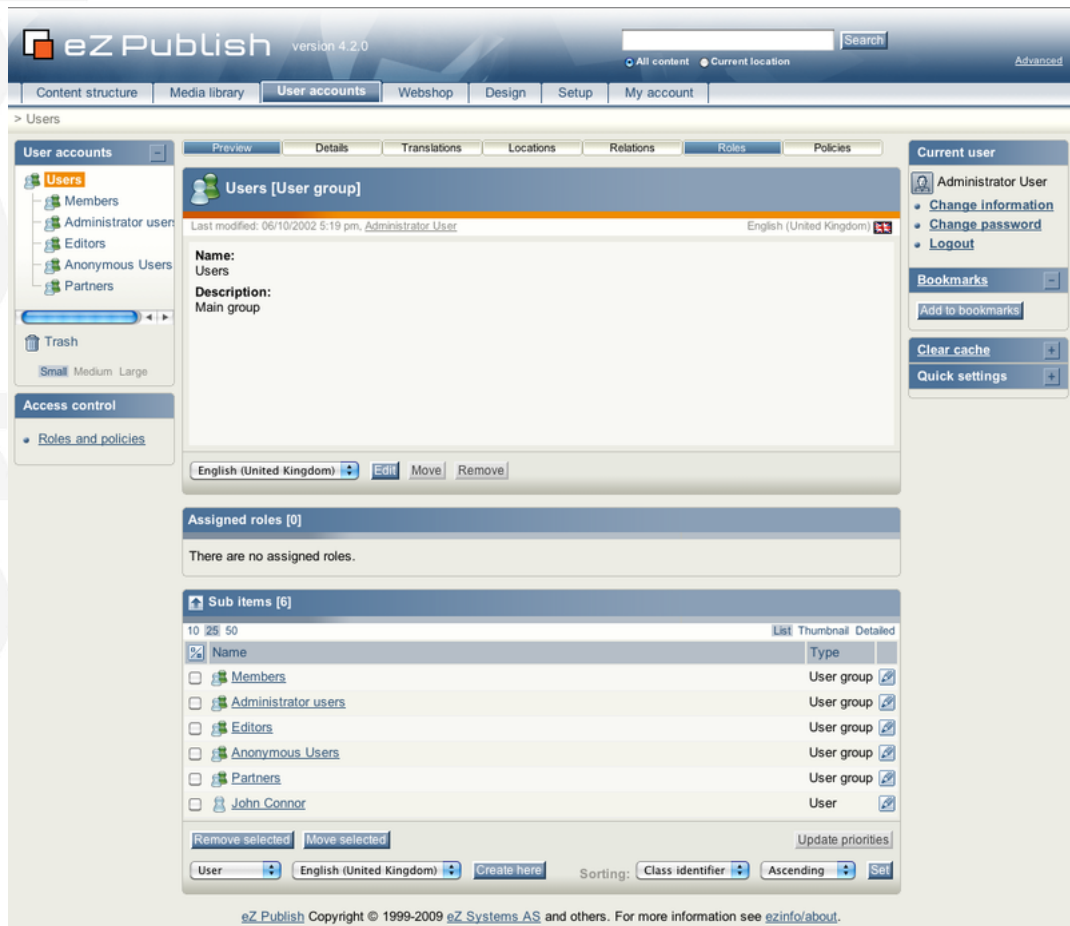 eZ Publish version 4.2.0
Search
All content Current location
Advanced
Content structure Media library User accounts Webshop Design Setup My account
> Users
User accounts
Users
Members
Administrator users
Editors
Anonymous Users
Partners
Trash
Small Medium Large
Access control
Roles and policies
Preview Details Translations Locations Relations Roles Policies
Users [User group]
Last modified: 06/10/2002 5:19 pm, Administrator User English (United Kingdom)
Name:
Users
Description:
Main group
English (United Kingdom) Edit Move Remove
Assigned roles [0]
There are no assigned roles.
Sub items [6]
10 25 50 List Thumbnail Detailed
Name Type
Members User group
Administrator users User group
Editors User group
Anonymous Users User group
Partners User group
John Connor User
Remove selected Move selected Update priorities
User English (United Kingdom) Create here Sorting: Class identifier Ascending Set
Current user
Administrator User
Change information
Change password
Logout
Bookmarks
Add to bookmarks
Clear cache
Quick settings
eZ Publish Copyright © 1999-2009 eZ Systems AS and others. For more information see ezinfo/about.